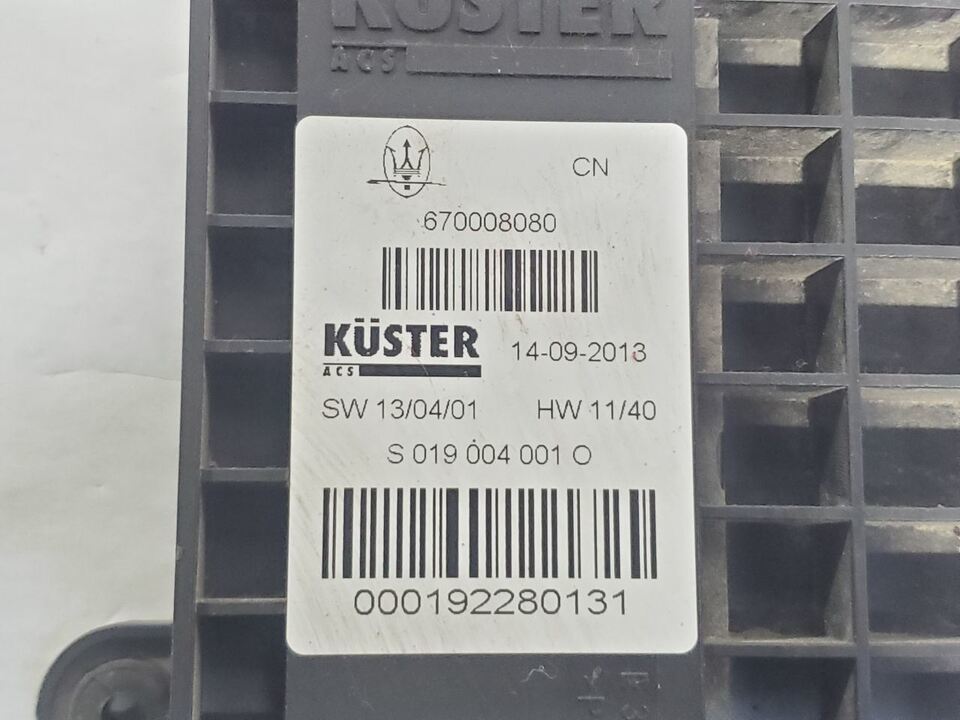 KÜSTER
ACS
CN
670008080
KÜSTER
ACS
14-09-2013
SW 13/04/01 HW 11/40
S 019 004 001 O
000192280131